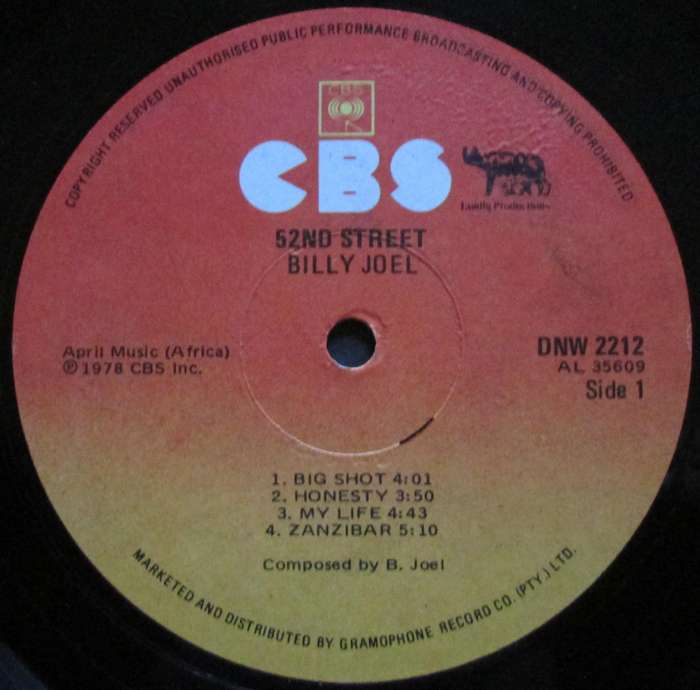 COPYRIGHT RESERVED UNAUTHORISED PUBLIC PERFORMANCE BROADCASTING AND COPYING PROHIBITED
CBS
CBS
Family Productions
52ND STREET
BILLY JOEL
April Music (Africa)
℗ 1978 CBS Inc.
DNW 2212
AL 35609
Side 1
1. BIG SHOT 4:01
2. HONESTY 3:50
3. MY LIFE 4:43
4. ZANZIBAR 5:10
Composed by B. Joel
MARKETED AND DISTRIBUTED BY GRAMOPHONE RECORD CO. (PTY.) LTD.